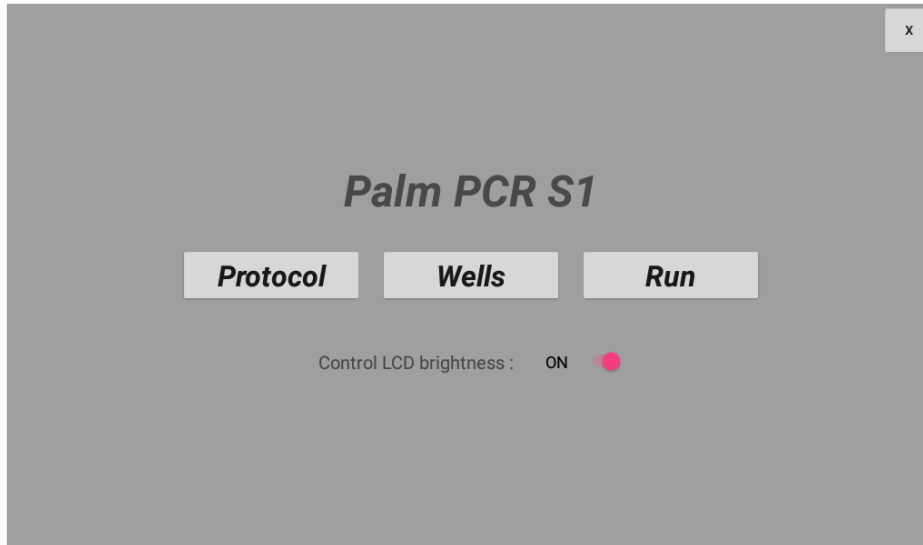 x
Palm PCR S1
Protocol Wells Run
Control LCD brightness : ON